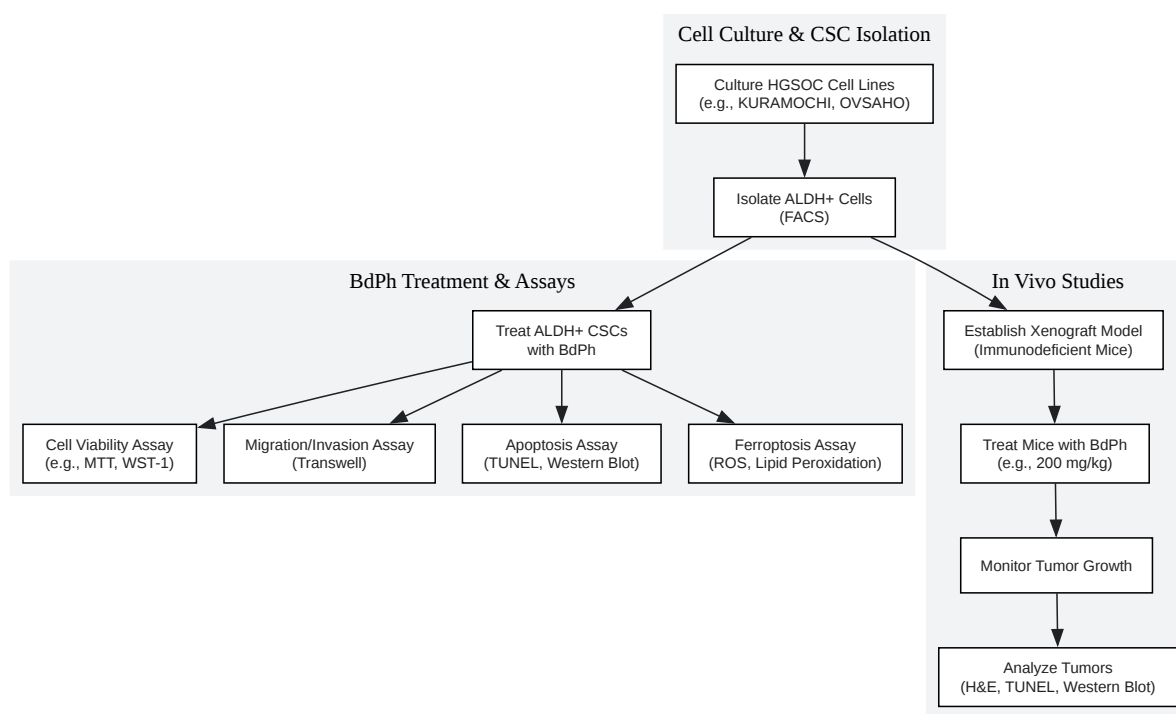 Cell Culture & CSC Isolation
Culture HGSOC Cell Lines
(e.g., KURAMOCHI, OVSAHO)
Isolate ALDH+ Cells
(FACS)
BdPh Treatment & Assays
Treat ALDH+ CSCs
with BdPh
Cell Viability Assay
(e.g., MTT, WST-1)
Migration/Invasion Assay
(Transwell)
Apoptosis Assay
(TUNEL, Western Blot)
Ferroptosis Assay
(ROS, Lipid Peroxidation)
In Vivo Studies
Establish Xenograft Model
(Immunodeficient Mice)
Treat Mice with BdPh
(e.g., 200 mg/kg)
Monitor Tumor Growth
Analyze Tumors
(H&E, TUNEL, Western Blot)